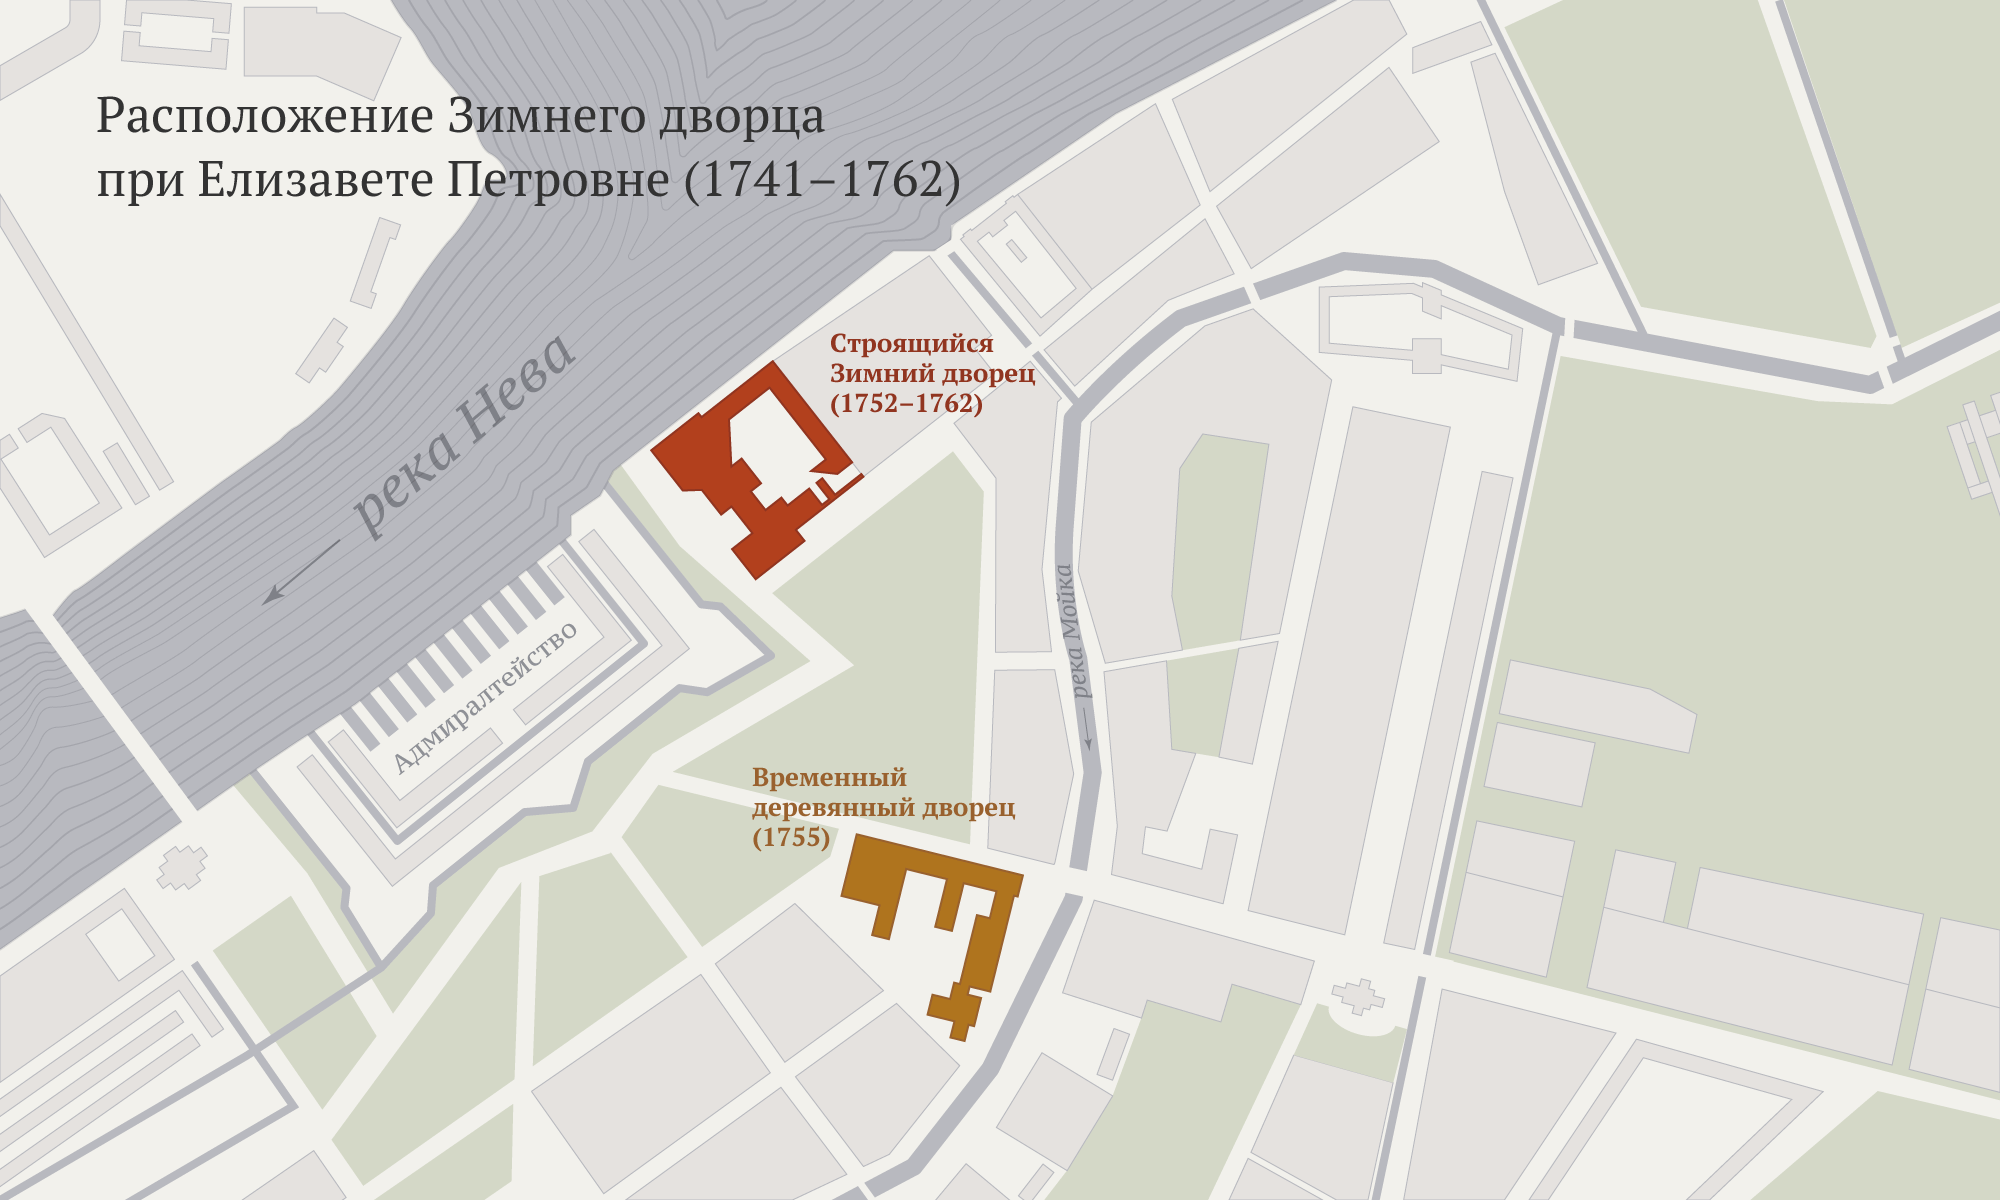 Расположение Зимнего дворца
при Елизавете Петровне (1741–1762)
река Нева
Строящийся
Зимний дворец
(1752–1762)
Адмиралтейство
река Мойка
Временный
деревянный дворец
(1755)